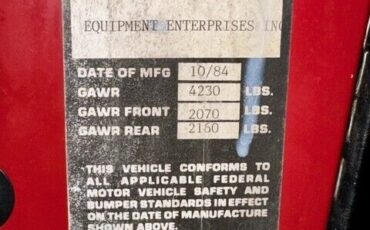 EQUIPMENT ENTERPRISES INC
DATE OF MFG 10/84
GAWR 4230 LBS.
GAWR FRONT 2070 LBS.
GAWR REAR 2160 LBS.
THIS VEHICLE CONFORMS TO
ALL APPLICABLE FEDERAL
MOTOR VEHICLE SAFETY AND
BUMPER STANDARDS IN EFFECT
ON THE DATE OF MANUFACTURE
SHOWN ABOVE.